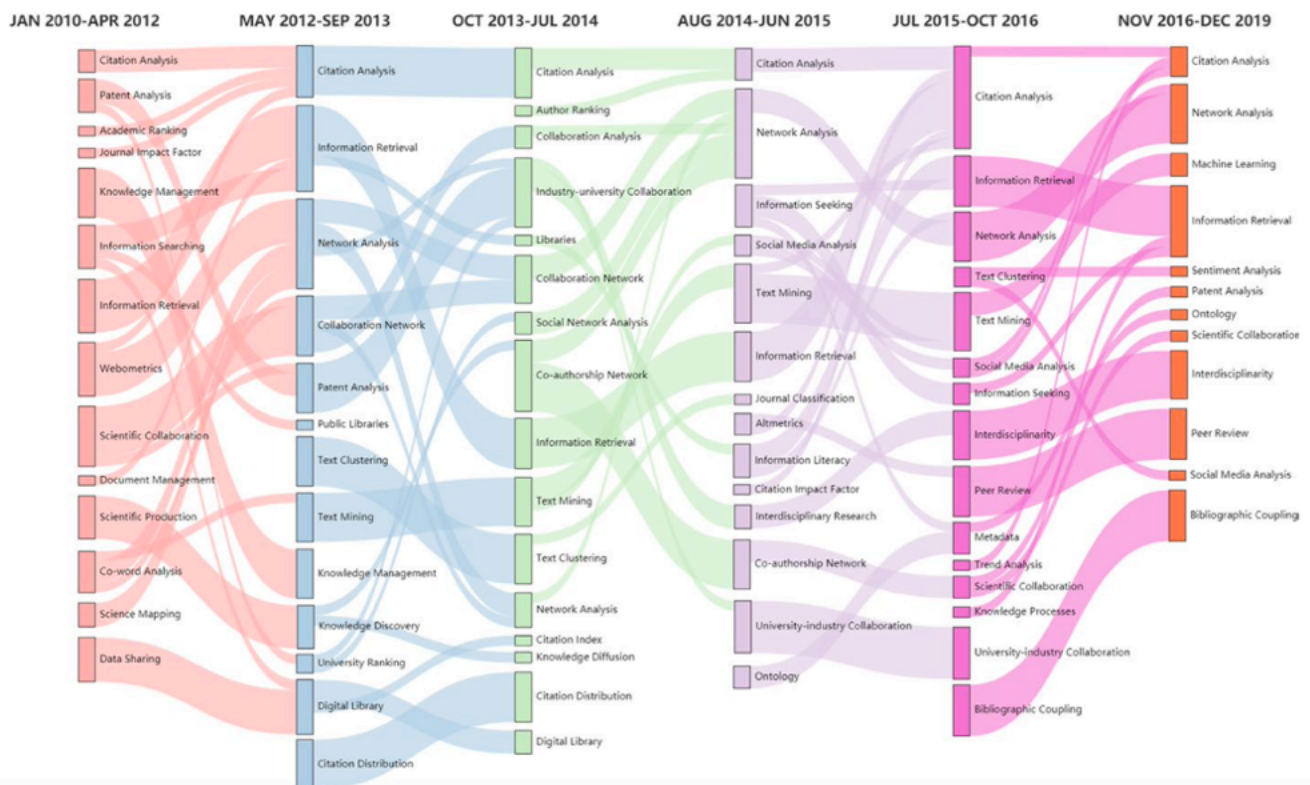 JAN 2010-APR 2012
MAY 2012-SEP 2013
OCT 2013-JUL 2014
AUG 2014-JUN 2015
JUL 2015-OCT 2016
NOV 2016-DEC 2019
Citation Analysis
Patent Analysis
Academic Ranking
Journal Impact Factor
Knowledge Management
Information Searching
Information Retrieval
Webometrics
Scientific Collaboration
Document Management
Scientific Production
Co-word Analysis
Science Mapping
Data Sharing
Citation Analysis
Information Retrieval
Network Analysis
Collaboration Network
Patent Analysis
Public Libraries
Text Clustering
Text Mining
Knowledge Management
Knowledge Discovery
University Ranking
Digital Library
Citation Distribution
Citation Analysis
Author Ranking
Collaboration Analysis
Industry-university Collaboration
Libraries
Collaboration Network
Social Network Analysis
Co-authorship Network
Information Retrieval
Text Mining
Text Clustering
Network Analysis
Citation Index
Knowledge Diffusion
Citation Distribution
Digital Library
Citation Analysis
Network Analysis
Information Seeking
Social Media Analysis
Text Mining
Information Retrieval
Journal Classification
Altmetrics
Information Literacy
Citation Impact Factor
Interdisciplinary Research
Co-authorship Network
University-industry Collaboration
Ontology
Citation Analysis
Information Retrieval
Network Analysis
Text Clustering
Text Mining
Social Media Analysis
Information Seeking
Interdisciplinarity
Peer Review
Metadata
Trend Analysis
Scientific Collaboration
Knowledge Processes
University-industry Collaboration
Bibliographic Coupling
Citation Analysis
Network Analysis
Machine Learning
Information Retrieval
Sentiment Analysis
Patent Analysis
Ontology
Scientific Collaboration
Interdisciplinarity
Peer Review
Social Media Analysis
Bibliographic Coupling